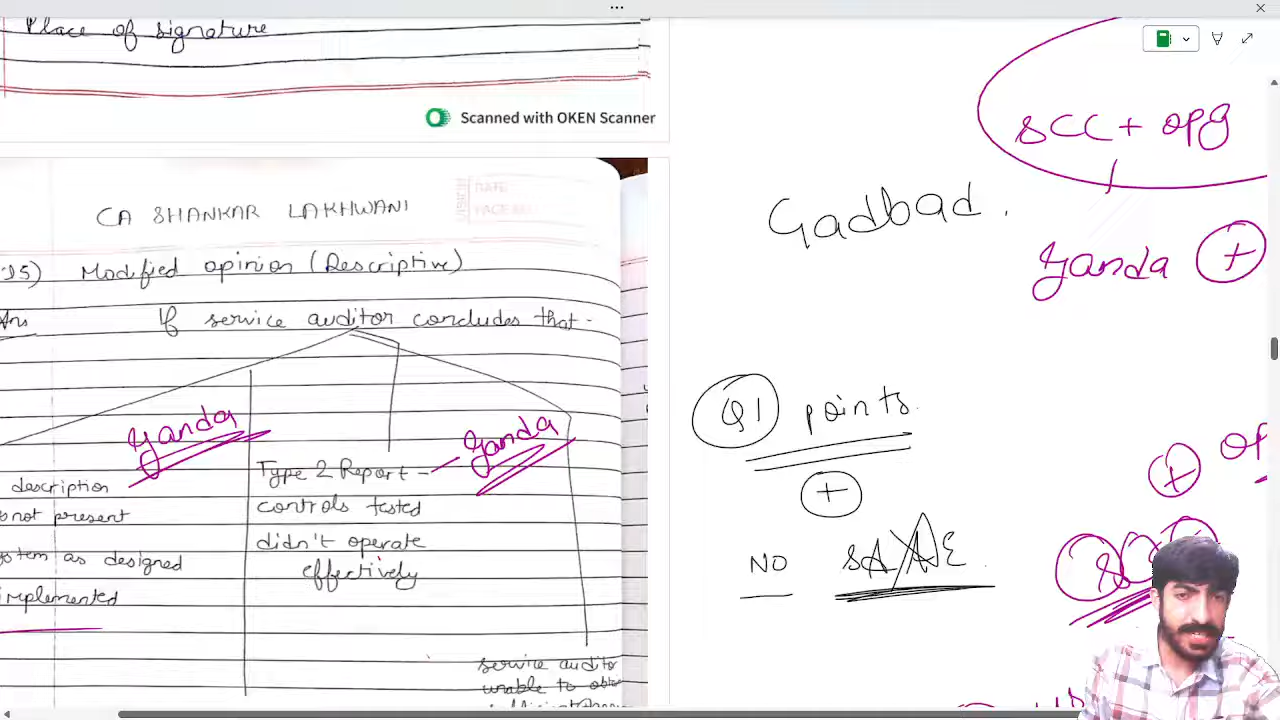 Place of signature
Scanned with OKEN Scanner
CA SHANKAR LAKHWANI
Modified opinion (Descriptive)
Ans
If service auditor concludes that -
Ganda
Ganda
description
Type 2 Report -
not present
controls tested
system as designed
didn't operate
implemented
effectively
service auditor
unable to
SCC + opg
Gadbad.
Ganda +
Q1 points
+
+
NO SAAE